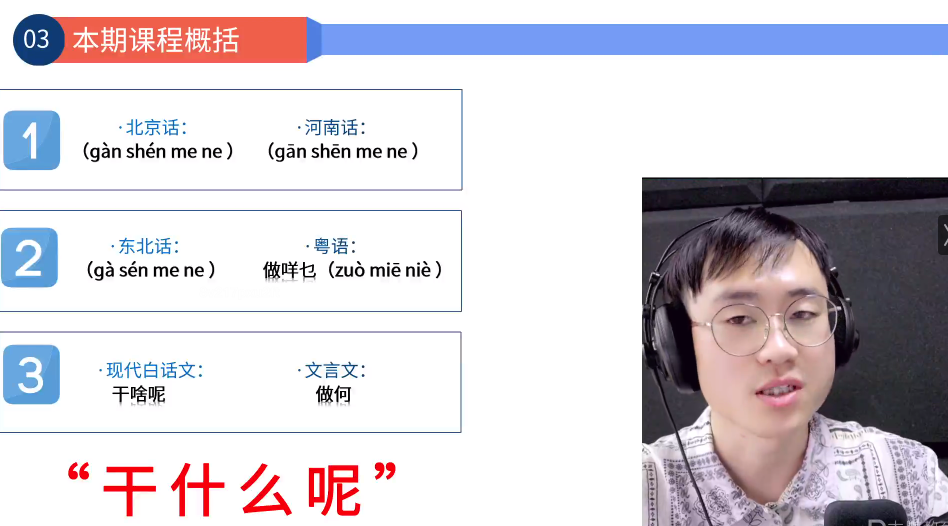 03 本期课程概括
1
·北京话： ·河南话：
（gàn shén me ne ） （gān shēn me ne ）
2
·东北话： ·粤语：
（gà sén me ne ） 做咩乜（zuò miē niè ）
3
·现代白话文： ·文言文：
干啥呢 做何
“干什么呢”